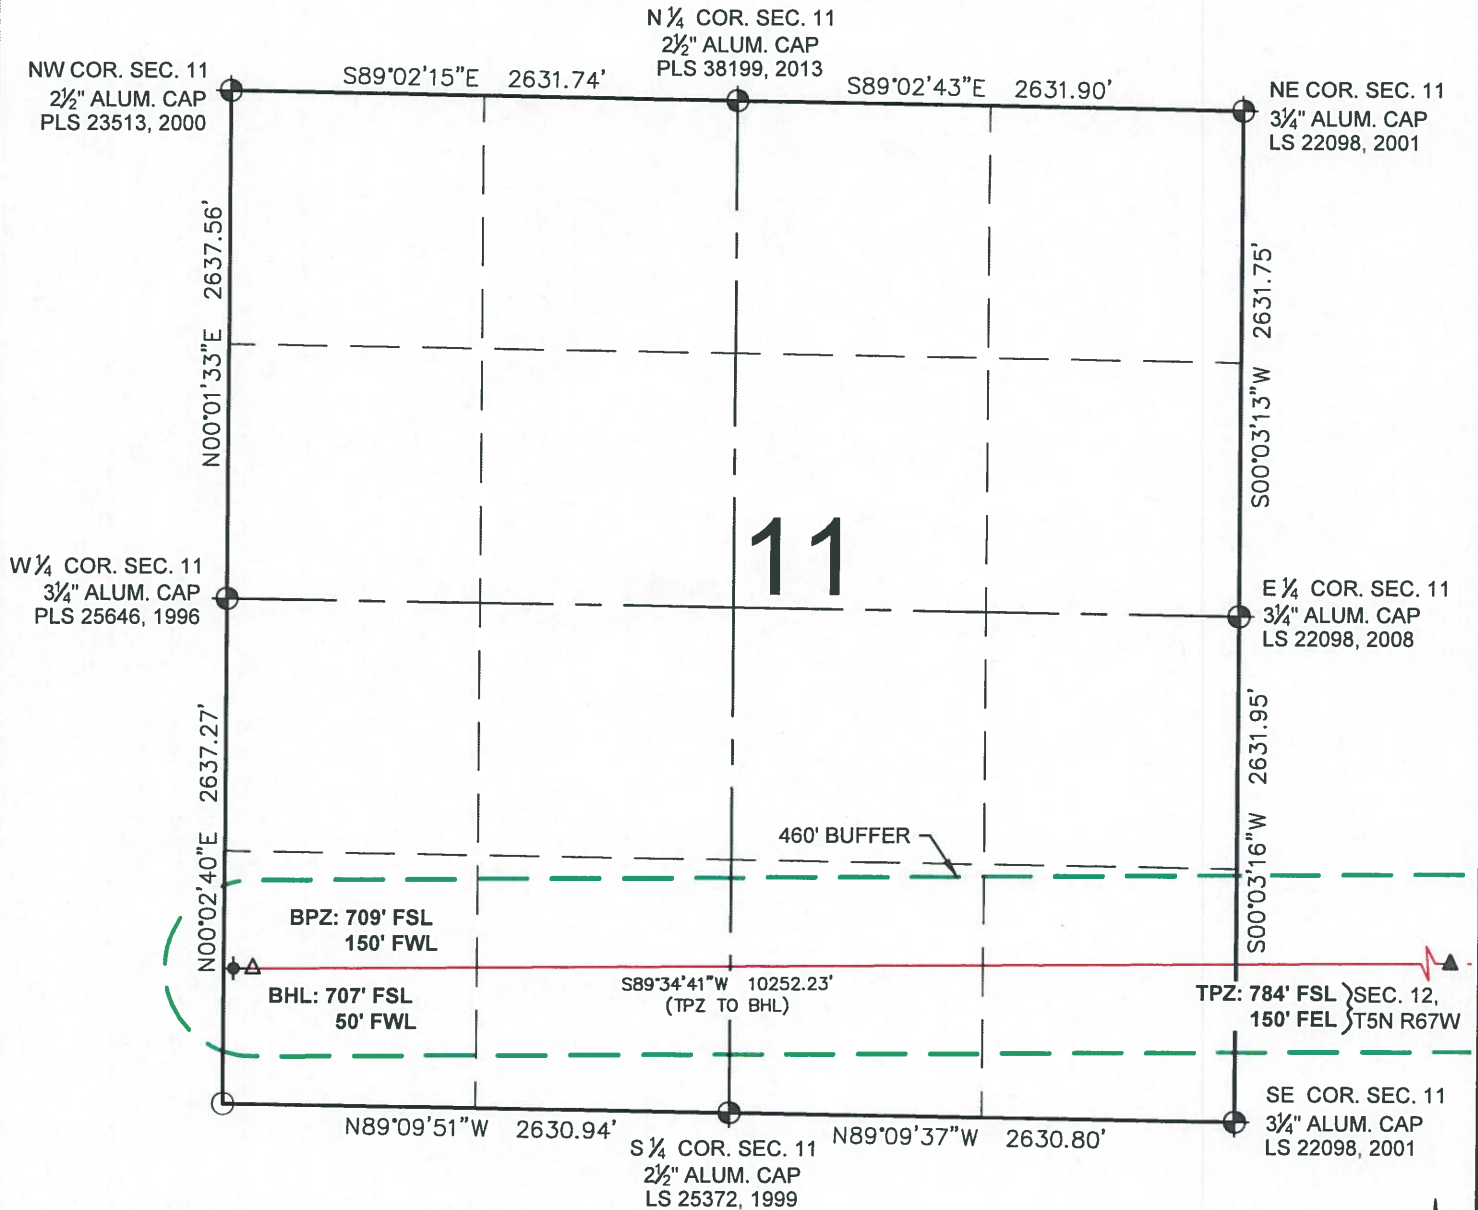 N ¼ COR. SEC. 11
2½" ALUM. CAP
PLS 38199, 2013
NW COR. SEC. 11
2½" ALUM. CAP
PLS 23513, 2000
S89°02'15"E 2631.74'
S89°02'43"E 2631.90'
NE COR. SEC. 11
3¼" ALUM. CAP
LS 22098, 2001
N00°01'33"E 2637.56'
S00°03'13"W 2631.75'
11
W ¼ COR. SEC. 11
3¼" ALUM. CAP
PLS 25646, 1996
E ¼ COR. SEC. 11
3¼" ALUM. CAP
LS 22098, 2008
N00°02'40"E 2637.27'
S00°03'16"W 2631.95'
460' BUFFER
BPZ: 709' FSL
150' FWL
BHL: 707' FSL
50' FWL
S89°34'41"W 10252.23'
(TPZ TO BHL)
TPZ: 784' FSL } SEC. 12,
150' FEL } T5N R67W
N89°09'51"W 2630.94'
N89°09'37"W 2630.80'
S ¼ COR. SEC. 11
2½" ALUM. CAP
LS 25372, 1999
SE COR. SEC. 11
3¼" ALUM. CAP
LS 22098, 2001